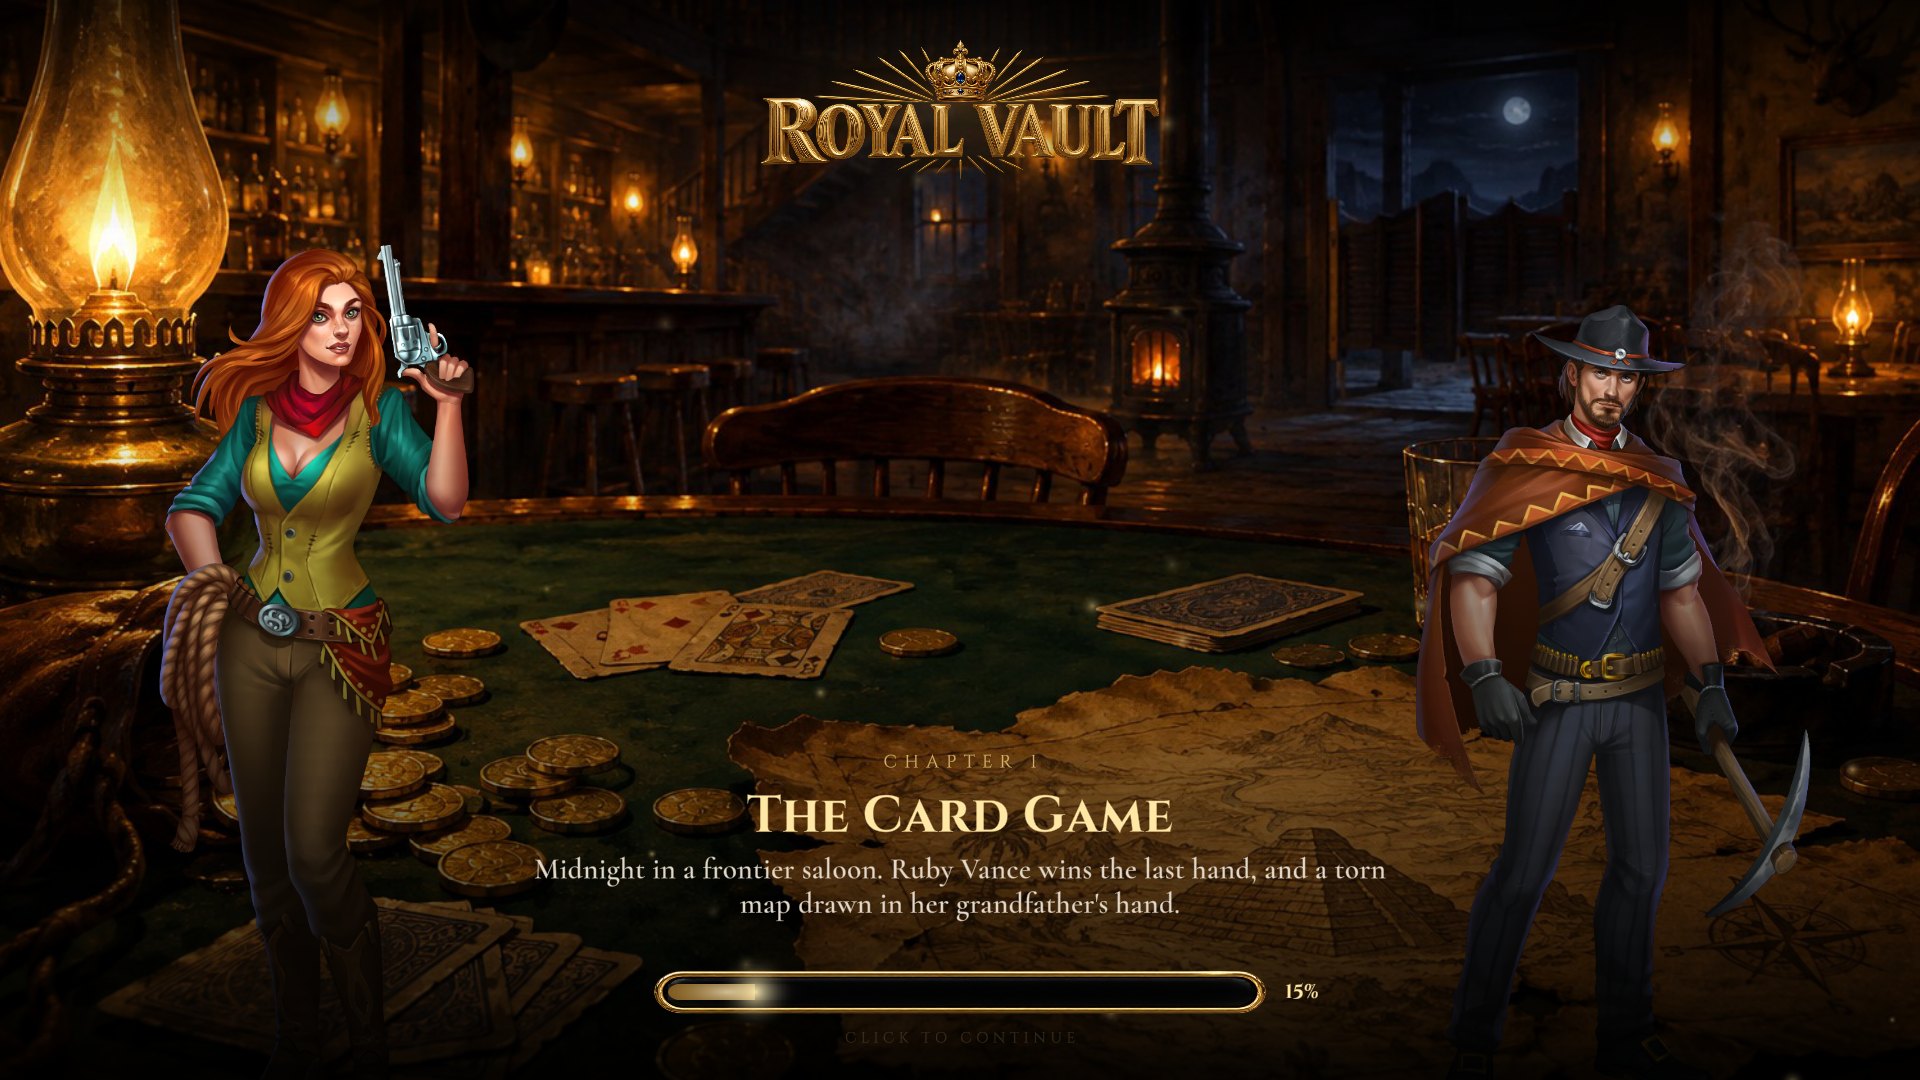 ROYAL VAULT
CHAPTER I
THE CARD GAME
Midnight in a frontier saloon. Ruby Vance wins the last hand, and a torn
map drawn in her grandfather's hand.
15%
CLICK TO CONTINUE